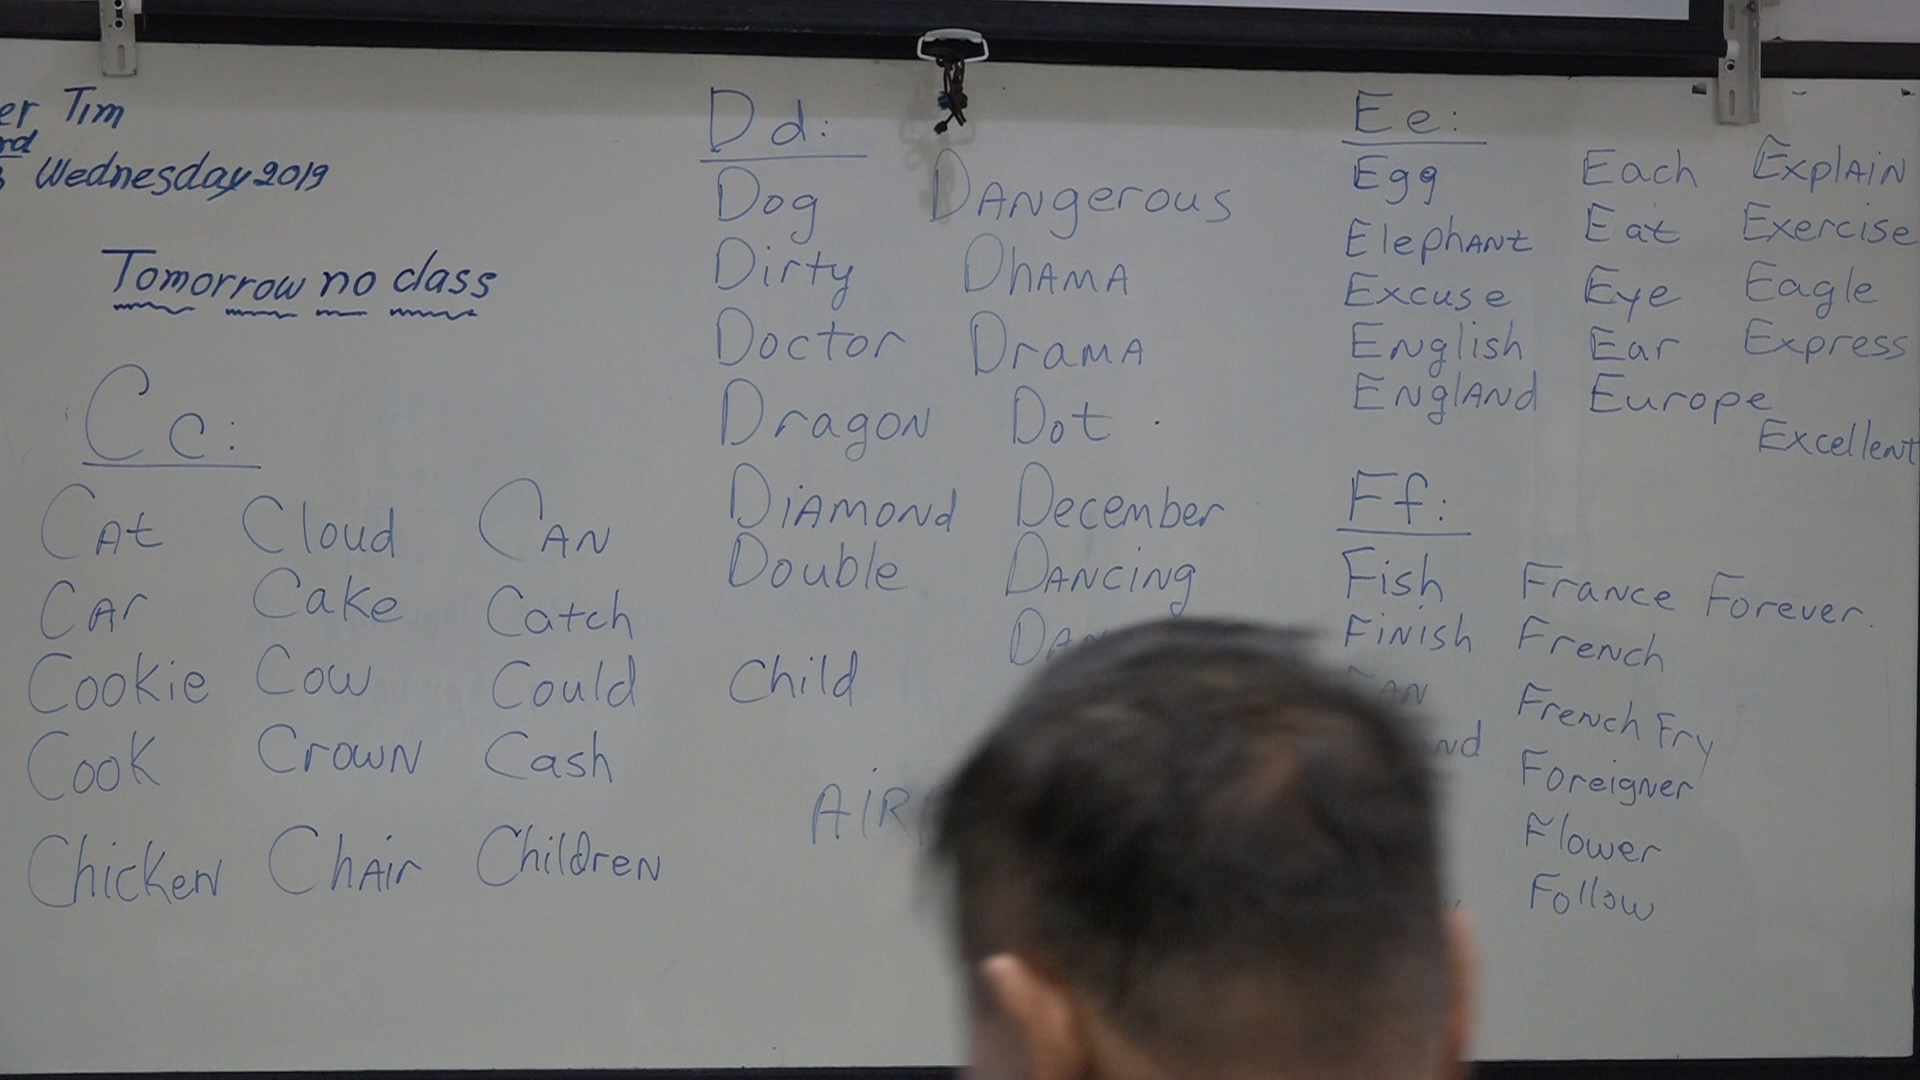 er Tim
rd
Wednesday 2019
Tomorrow no class
Cc:
Cat Cloud Can
Car Cake Catch
Cookie Cow Could
Cook Crown Cash
Chicken Chair Children
Dd:
Dog Dangerous
Dirty Dhama
Doctor Drama
Dragon Dot .
Diamond December
Double Dancing
Child
Ee:
Egg Each Explain
Elephant Eat Exercise
Excuse Eye Eagle
English Ear Express
England Europe
Excellent
Ff:
Fish France Forever.
Finish French
French Fry
Foreigner
Flower
Follow